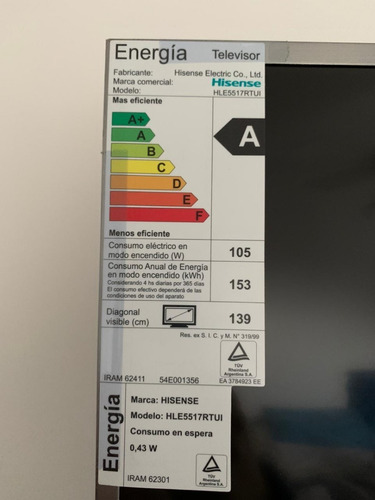 Energía Televisor
Fabricante: Hisense Electric Co., Ltd.
Marca comercial: Hisense
Modelo: HLE5517RTUI
Mas eficiente
A+
A
A
B
C
D
E
F
Menos eficiente
Consumo eléctrico en
modo encendido (W) 105
Consumo Anual de Energía
en modo encendido (kWh)
Considerando 4 hs diarias por 365 días
El consumo efectivo dependerá de las
condiciones de uso del aparato
153
Diagonal
visible (cm) 139
Res. ex S. I. C. y M. N° 319/99
TÜV
Rheinland
Argentina S.A.
IRAM 62411 54E001356 EA 3784923 EE
Energía
Marca: HISENSE
Modelo: HLE5517RTUI
Consumo en espera
0,43 W
IRAM 62301
TÜV
Rheinland
Argentina S.A.